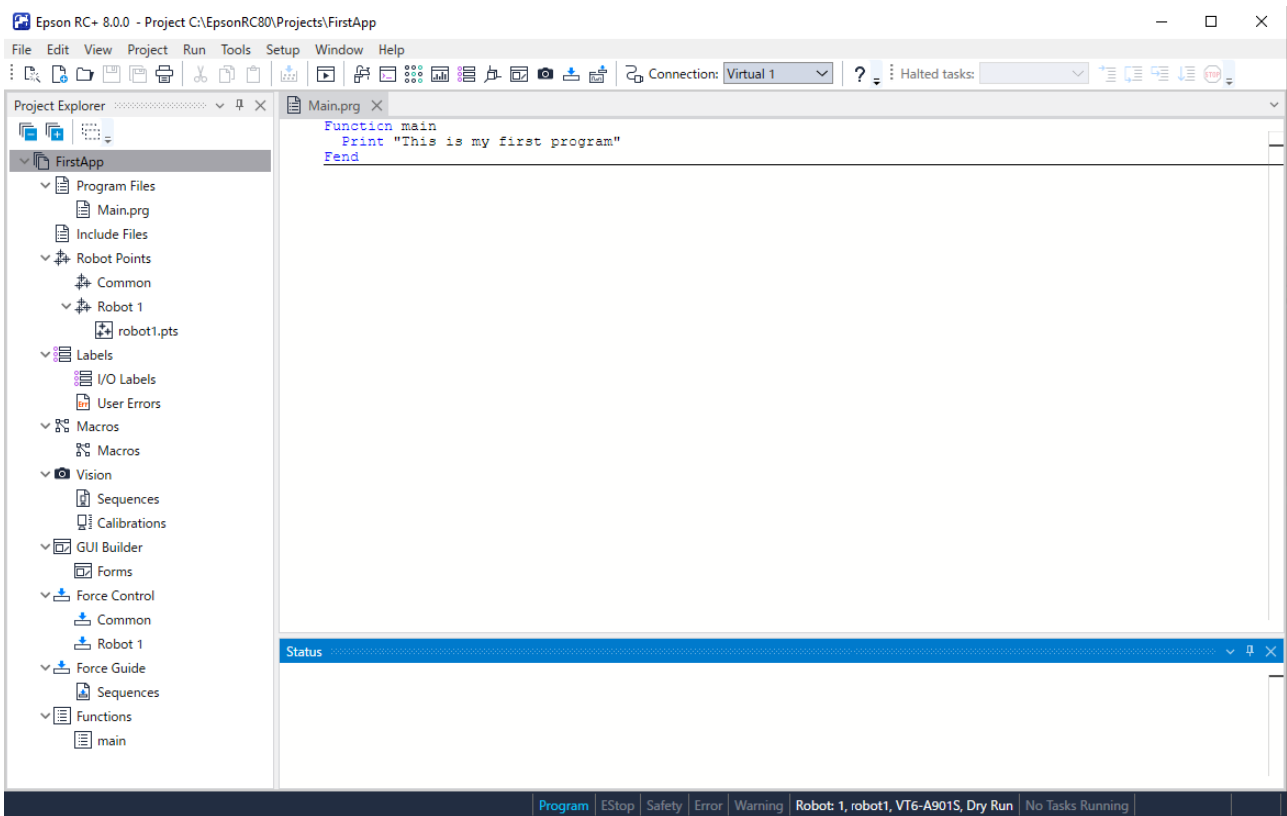 Epson RC+ 8.0.0 - Project C:\EpsonRC80\Projects\FirstApp
File Edit View Project Run Tools Setup Window Help
Connection: Virtual 1 ? Halted tasks: STOP
Project Explorer
Main.prg
FirstApp
Program Files
Main.prg
Include Files
Robot Points
Common
Robot 1
robot1.pts
Labels
I/O Labels
Err User Errors
Macros
Macros
Vision
Sequences
Calibrations
GUI Builder
Forms
Force Control
Common
Robot 1
Force Guide
Sequences
Functions
main
Function main
Print "This is my first program"
Fend
Status
Program EStop Safety Error Warning Robot: 1, robot1, VT6-A901S, Dry Run No Tasks Running